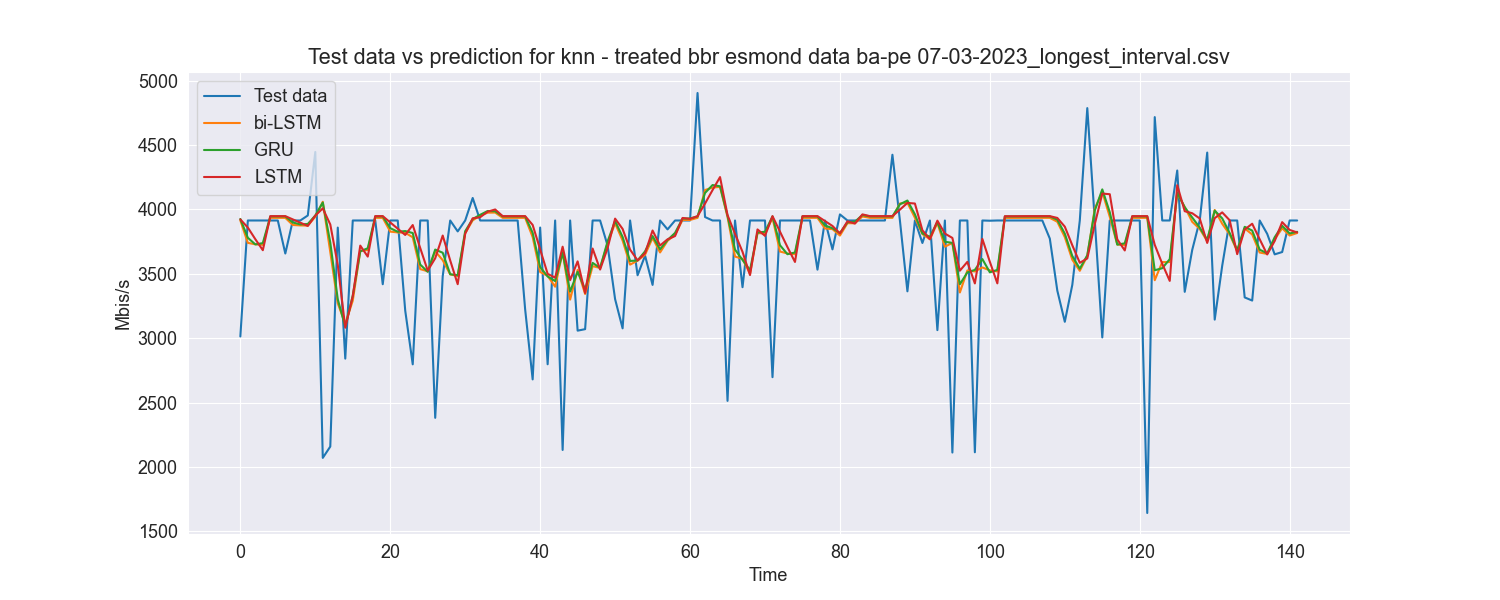 Test data vs prediction for knn - treated bbr esmond data ba-pe 07-03-2023_longest_interval.csv
5000
4500
4000
3500
3000
2500
2000
1500
Mbis/s
Test data
bi-LSTM
GRU
LSTM
0 20 40 60 80 100 120 140
Time